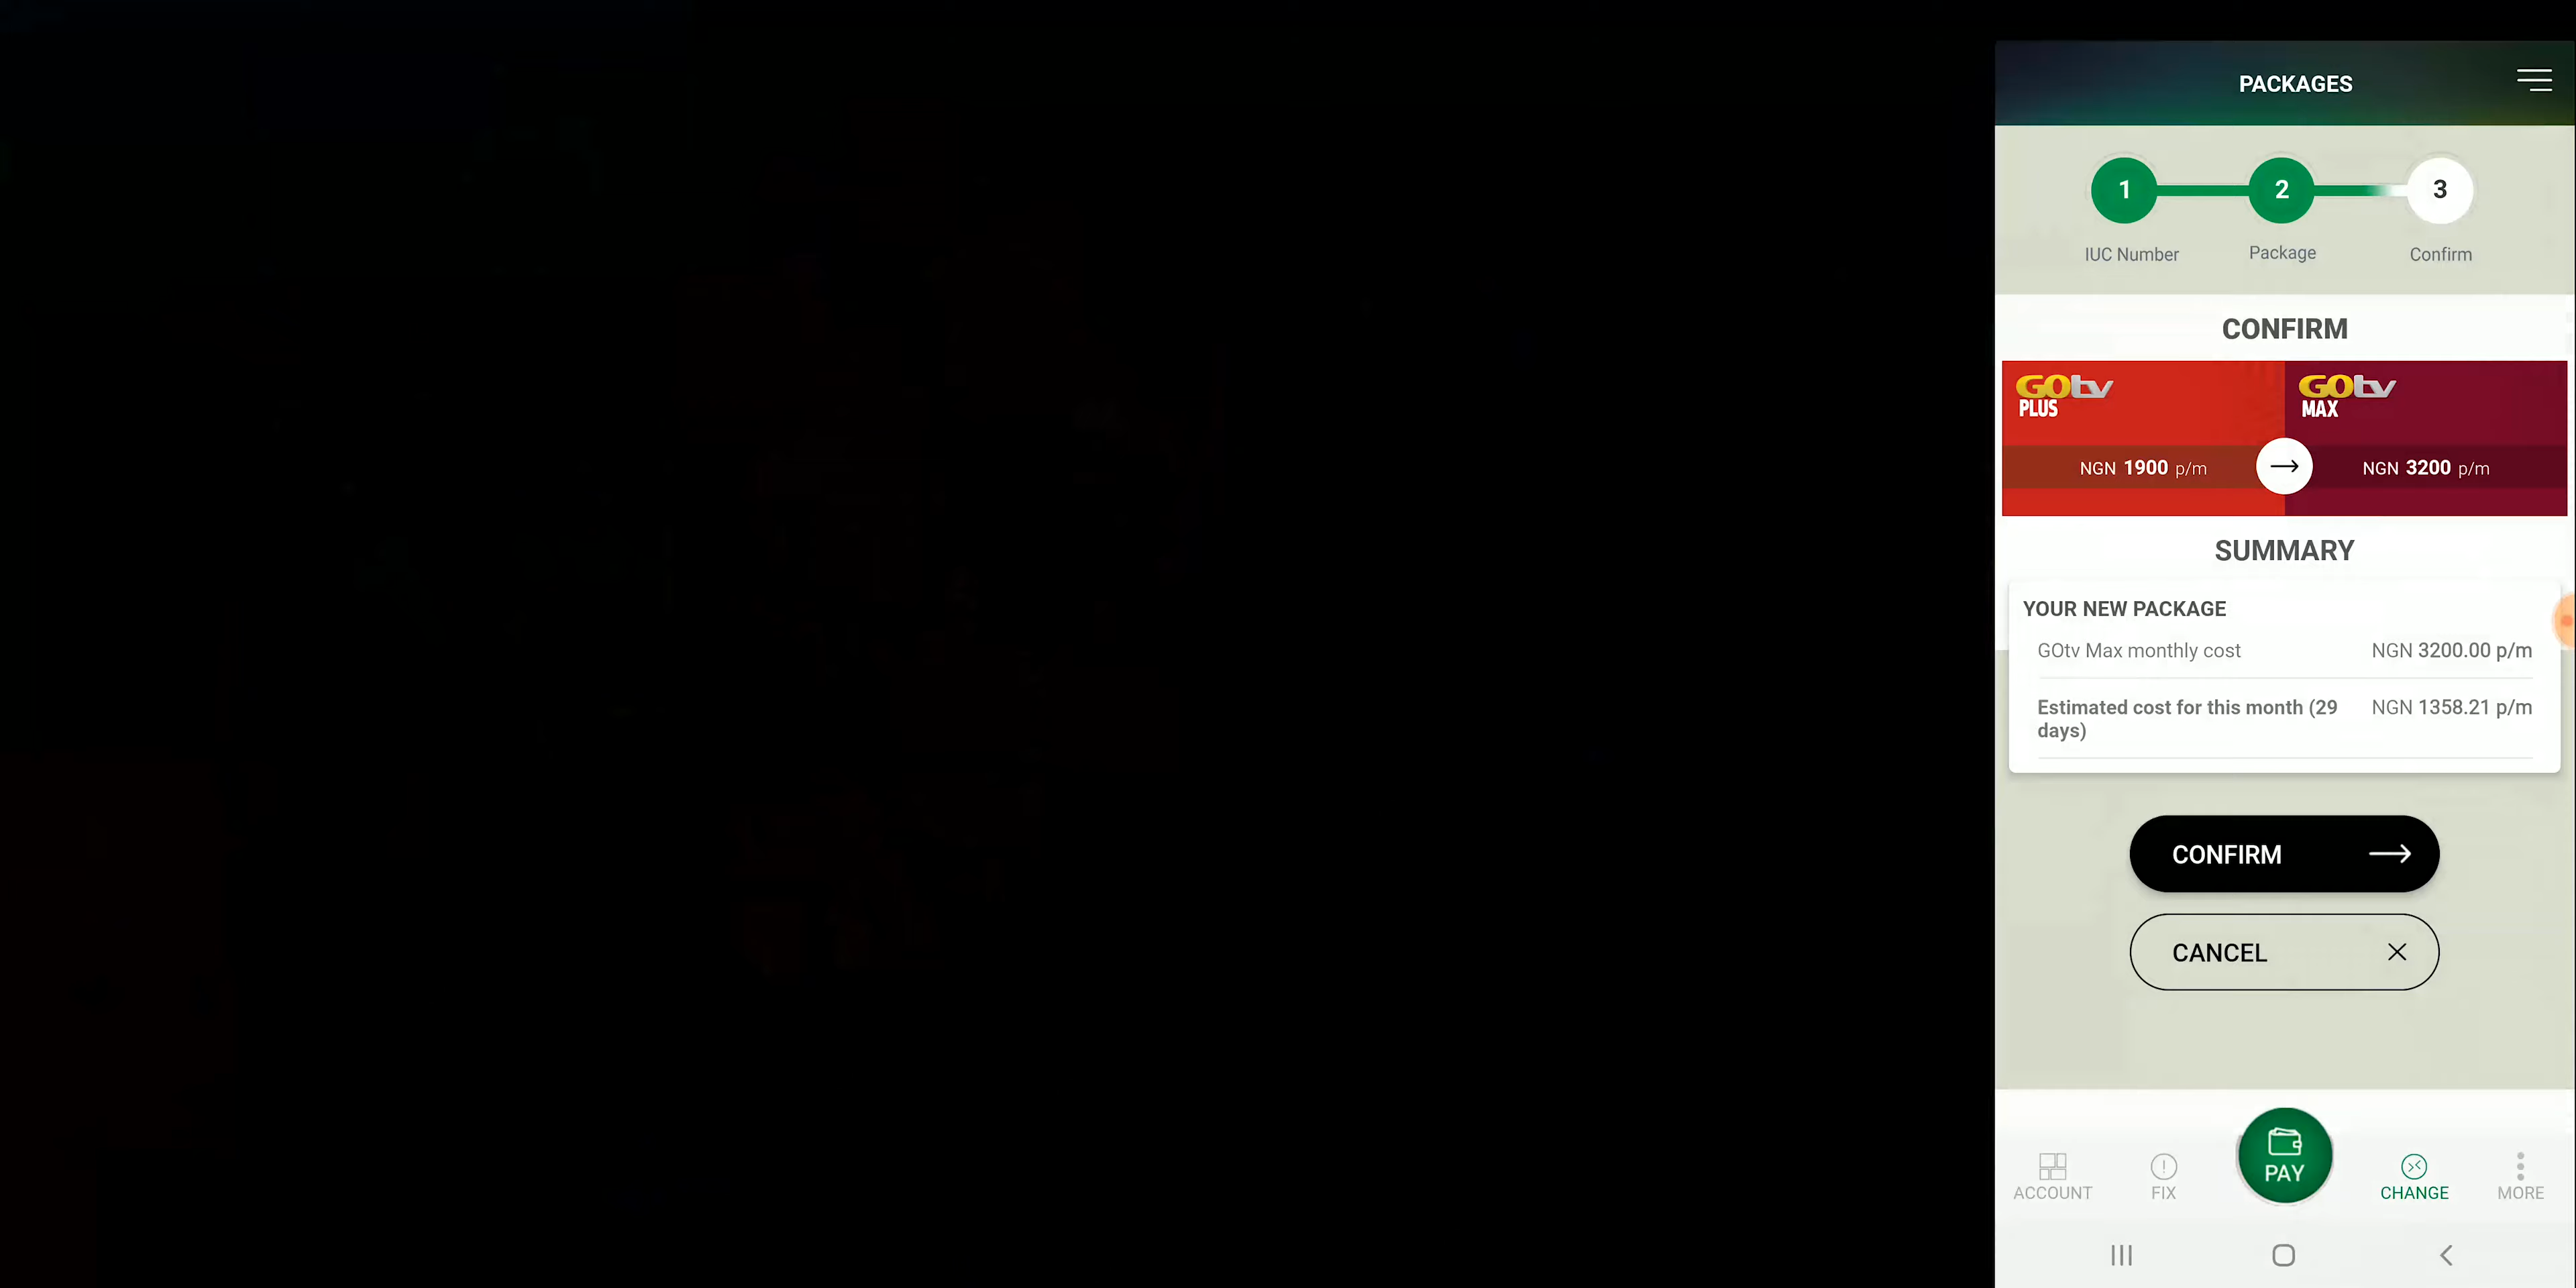 PACKAGES
1 2 3
IUC Number Package Confirm
CONFIRM
GOtv PLUS
GOtv MAX
NGN 1900 p/m
NGN 3200 p/m
SUMMARY
YOUR NEW PACKAGE
GOtv Max monthly cost NGN 3200.00 p/m
Estimated cost for this month (29 NGN 1358.21 p/m
days)
CONFIRM
CANCEL
PAY
ACCOUNT FIX CHANGE MORE